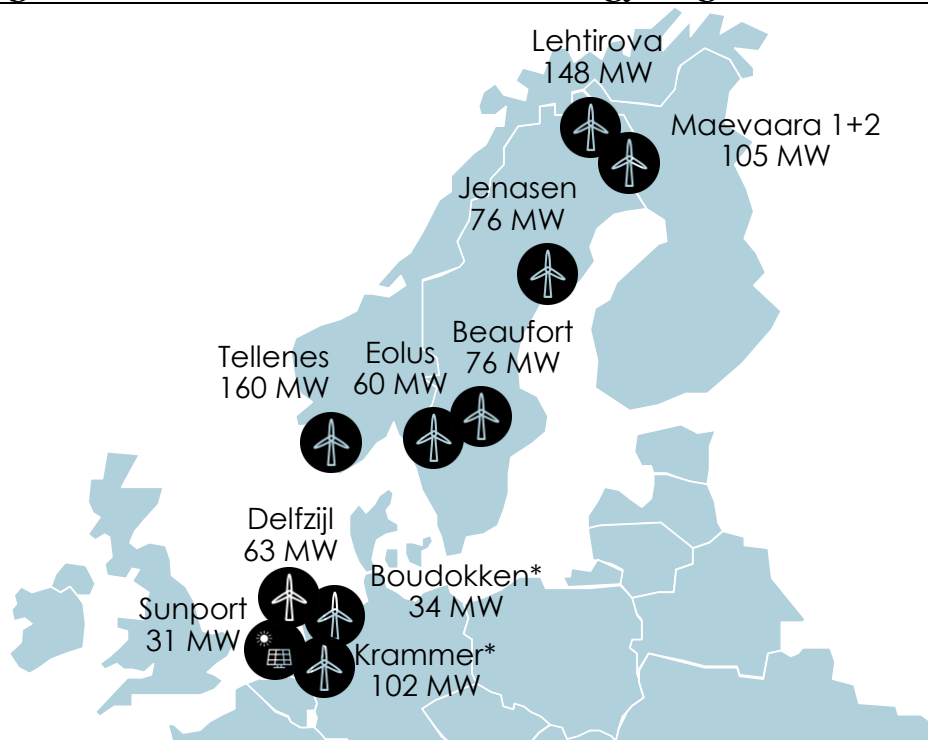 Lehtirova
148 MW
Maevaara 1+2
105 MW
Jenasen
76 MW
Beaufort
76 MW
Eolus
60 MW
Tellenes
160 MW
Delfzijl
63 MW
Boudokken*
34 MW
Sunport
31 MW
Krammer*
102 MW